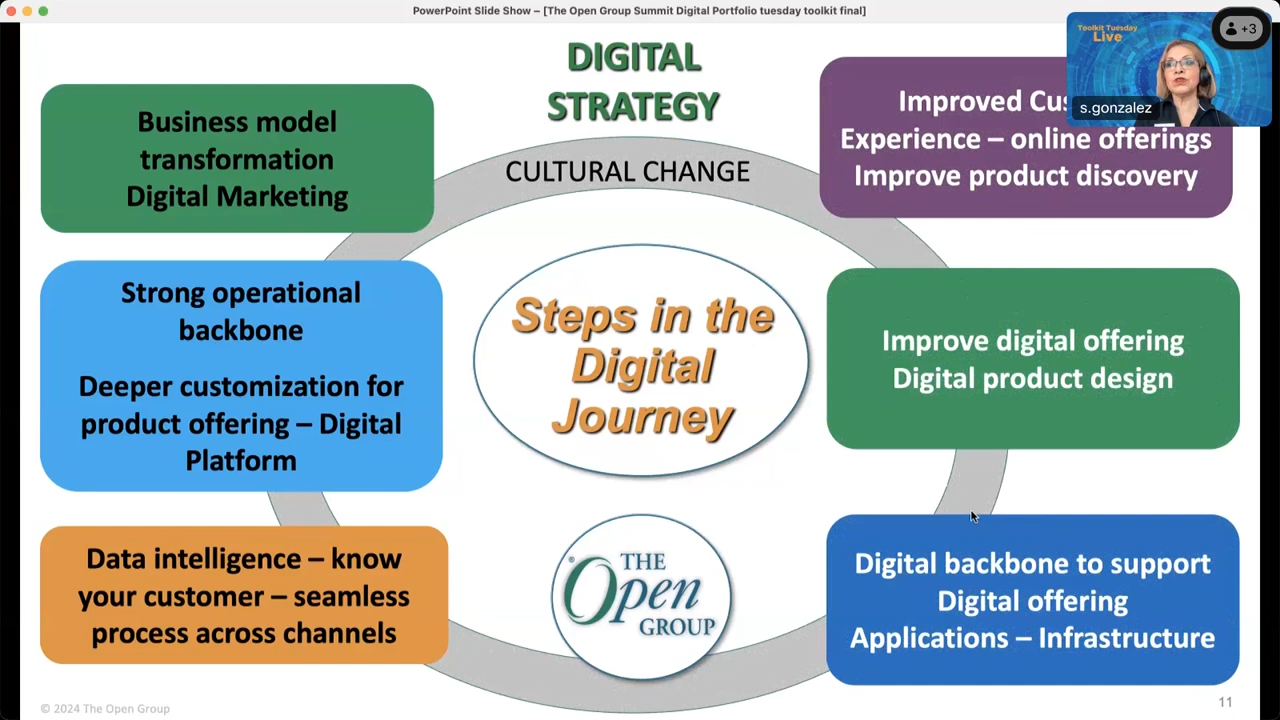 PowerPoint Slide Show – [The Open Group Summit Digital Portfolio tuesday toolkit final]
DIGITAL
STRATEGY
CULTURAL CHANGE
Business model
transformation
Digital Marketing
Strong operational
backbone
Deeper customization for
product offering – Digital
Platform
Data intelligence – know
your customer – seamless
process across channels
Steps in the
Digital
Journey
THE
Open
GROUP
®
Improved
Experience – online offerings
Improve product discovery
Improve digital offering
Digital product design
Digital backbone to support
Digital offering
Applications – Infrastructure
Toolkit Tuesday
Live
s.gonzalez
+3
© 2024 The Open Group
11